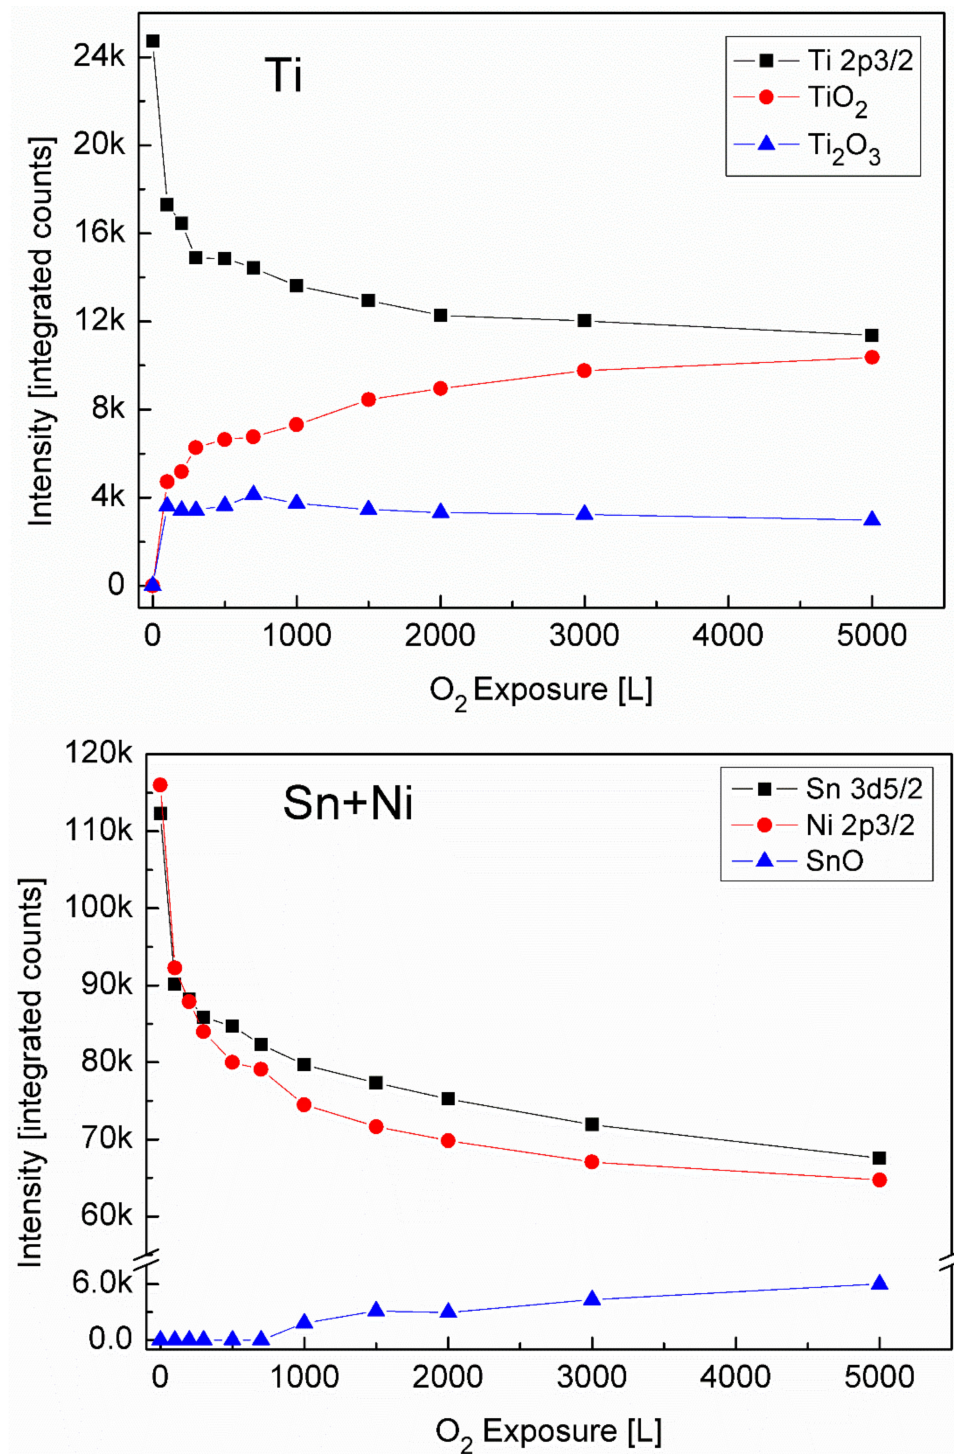 Ti
Ti 2p3/2
TiO2
Ti2O3
24k
20k
16k
12k
8k
4k
0
Intensity [integrated counts]
0 1000 2000 3000 4000 5000
O2 Exposure [L]
Sn+Ni
Sn 3d5/2
Ni 2p3/2
SnO
120k
110k
100k
90k
80k
70k
60k
6.0k
0.0
Intensity [integrated counts]
0 1000 2000 3000 4000 5000
O2 Exposure [L]